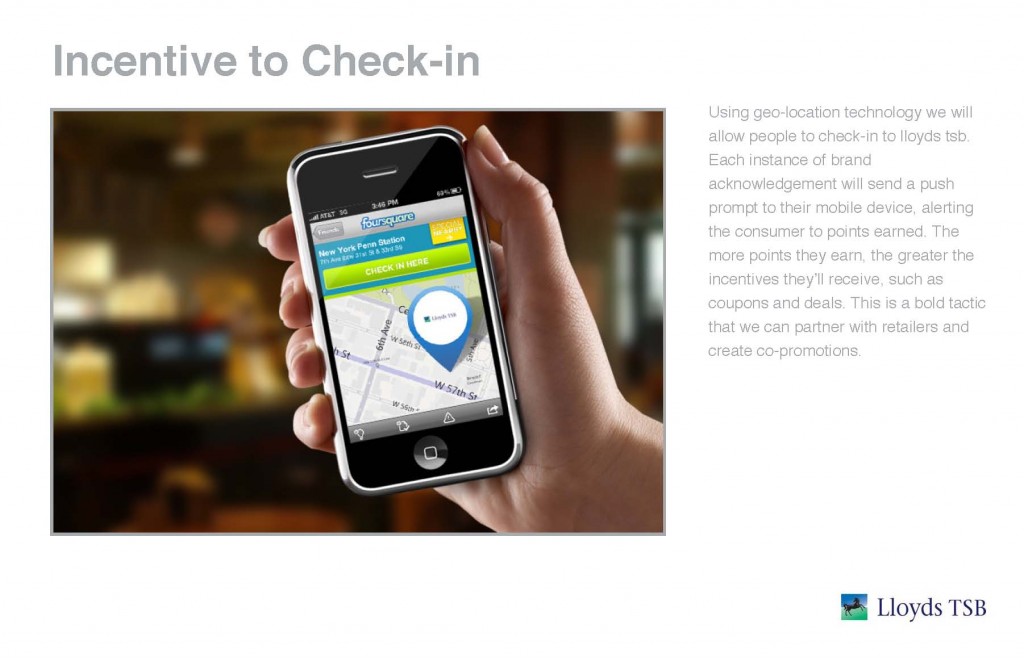 Incentive to Check-in
Using geo-location technology we will
allow people to check-in to lloyds tsb.
Each instance of brand
acknowledgement will send a push
prompt to their mobile device, alerting
the consumer to points earned. The
more points they earn, the greater the
incentives they'll receive, such as
coupons and deals. This is a bold tactic
that we can partner with retailers and
create co-promotions.
AT&T 3G 3:46 PM 69%
foursquare
New York Penn Station
7th Ave (btw 31st St & 33rd St)
CHECK IN HERE
Lloyds TSB
6th Ave
W 58th St
5th Ave
h St
W 57th St
W 56th St
Lloyds TSB